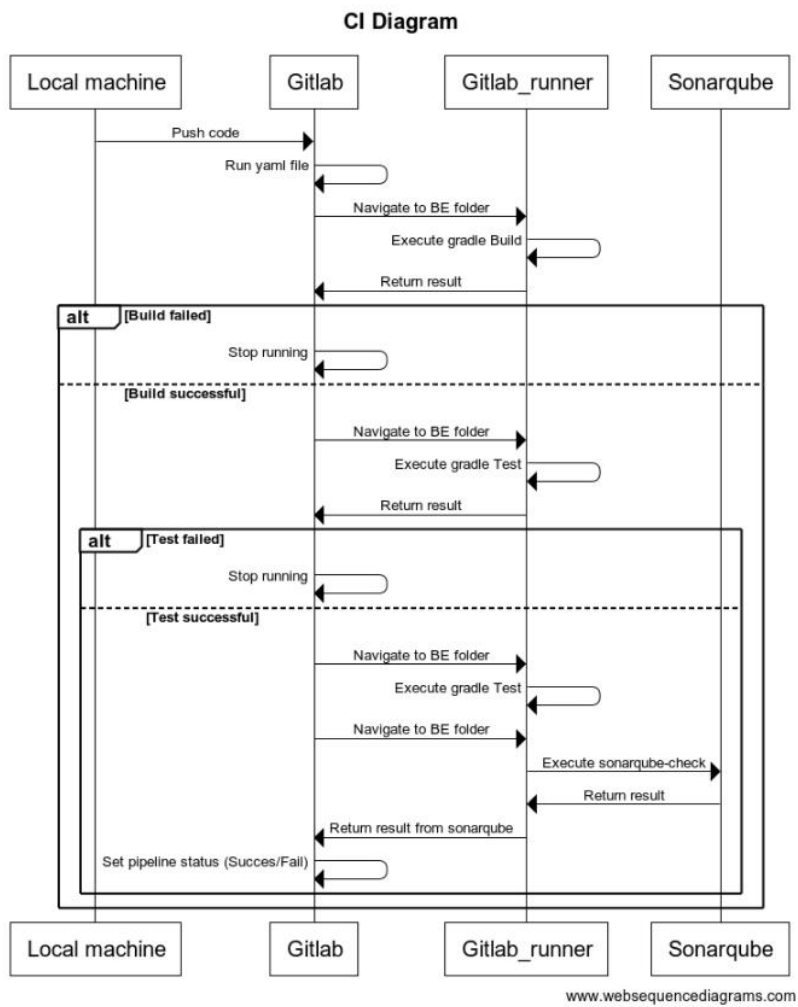 CI Diagram
Local machine
Gitlab
Gitlab_runner
Sonarqube
Push code
Run yaml file
Navigate to BE folder
Execute gradle Build
Return result
alt
[Build failed]
Stop running
[Build successful]
Navigate to BE folder
Execute gradle Test
Return result
alt
[Test failed]
Stop running
[Test successful]
Navigate to BE folder
Execute gradle Test
Navigate to BE folder
Execute sonarqube-check
Return result
Return result from sonarqube
Set pipeline status (Succes/Fail)
Local machine
Gitlab
Gitlab_runner
Sonarqube
www.websequencediagrams.com